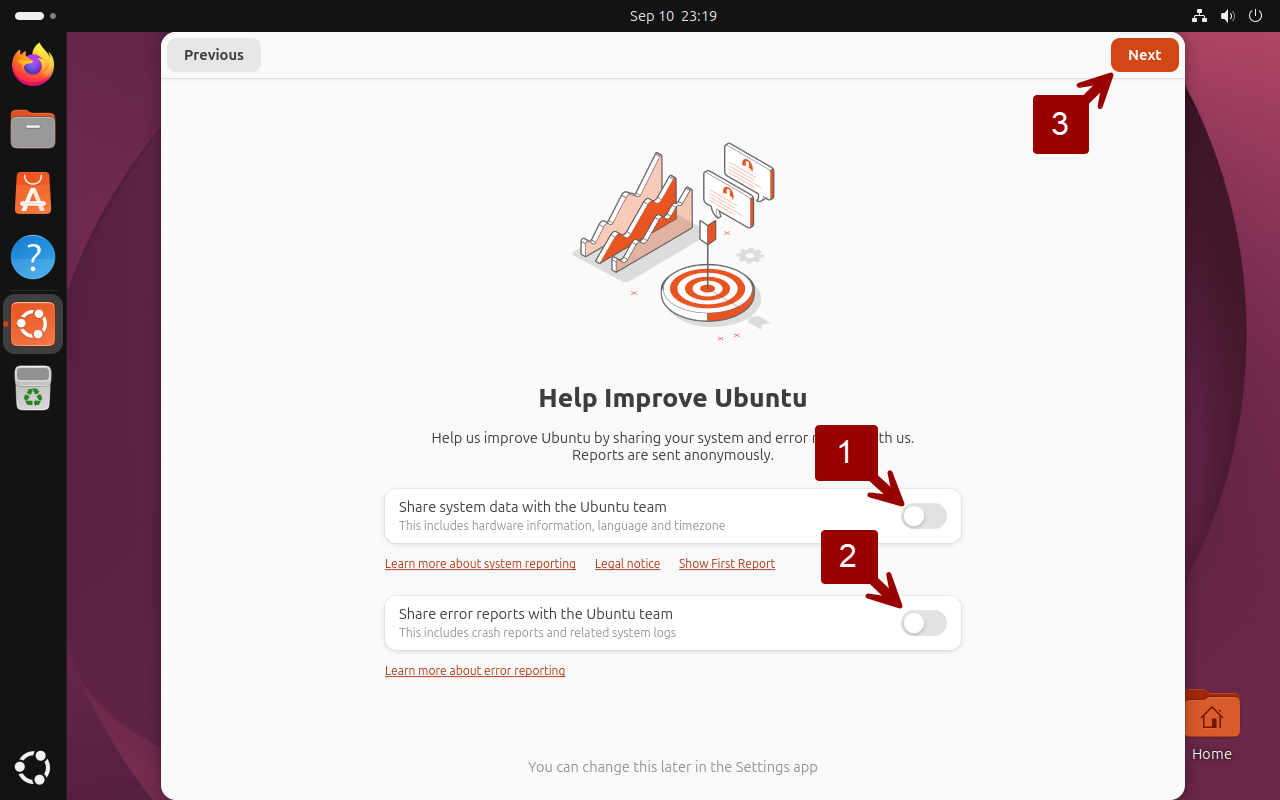 Sep 10 23:19
Previous
Next
3
Help Improve Ubuntu
Help us improve Ubuntu by sharing your system and error th us.
Reports are sent anonymously.
1
Share system data with the Ubuntu team
This includes hardware information, language and timezone
Learn more about system reporting Legal notice Show First Report
2
Share error reports with the Ubuntu team
This includes crash reports and related system logs
Learn more about error reporting
Home
You can change this later in the Settings app